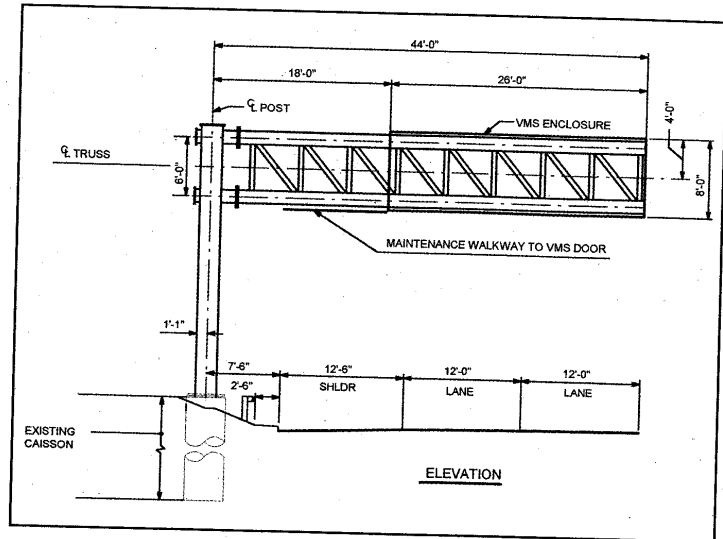 44'-0"
18'-0"
26'-0"
℄ POST
VMS ENCLOSURE
4'-0"
℄ TRUSS
6'-0"
8'-0"
MAINTENANCE WALKWAY TO VMS DOOR
1'-1"
7'-6"
12'-6"
12'-0"
12'-0"
2'-6"
SHLDR
LANE
LANE
EXISTING
CAISSON
ELEVATION